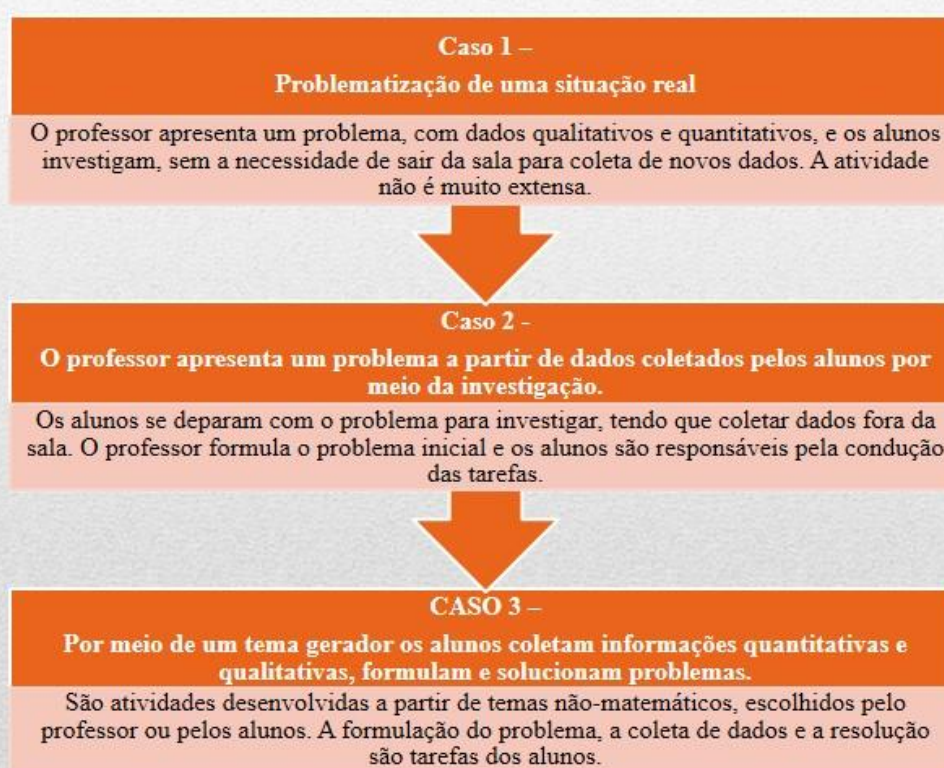 Caso 1 –
Problematização de uma situação real
O professor apresenta um problema, com dados qualitativos e quantitativos, e os alunos
investigam, sem a necessidade de sair da sala para coleta de novos dados. A atividade
não é muito extensa.
Caso 2 -
O professor apresenta um problema a partir de dados coletados pelos alunos por
meio da investigação.
Os alunos se deparam com o problema para investigar, tendo que coletar dados fora da
sala. O professor formula o problema inicial e os alunos são responsáveis pela condução
das tarefas.
CASO 3 –
Por meio de um tema gerador os alunos coletam informações quantitativas e
qualitativas, formulam e solucionam problemas.
São atividades desenvolvidas a partir de temas não-matemáticos, escolhidos pelo
professor ou pelos alunos. A formulação do problema, a coleta de dados e a resolução
são tarefas dos alunos.